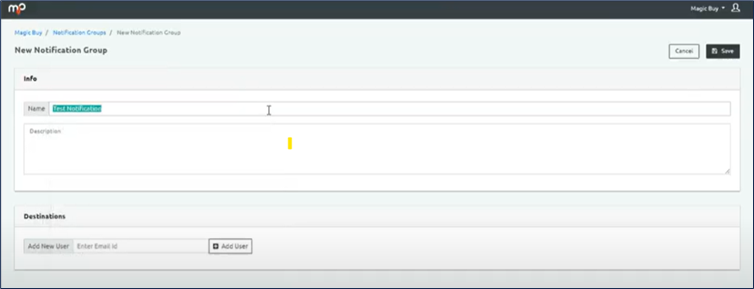 mp
Magic Buy
Magic Buy / Notification Groups / New Notification Group
New Notification Group
Cancel
Save
Info
Name
Test Notification
Description
Destinations
Add New User
Enter Email Id
Add User